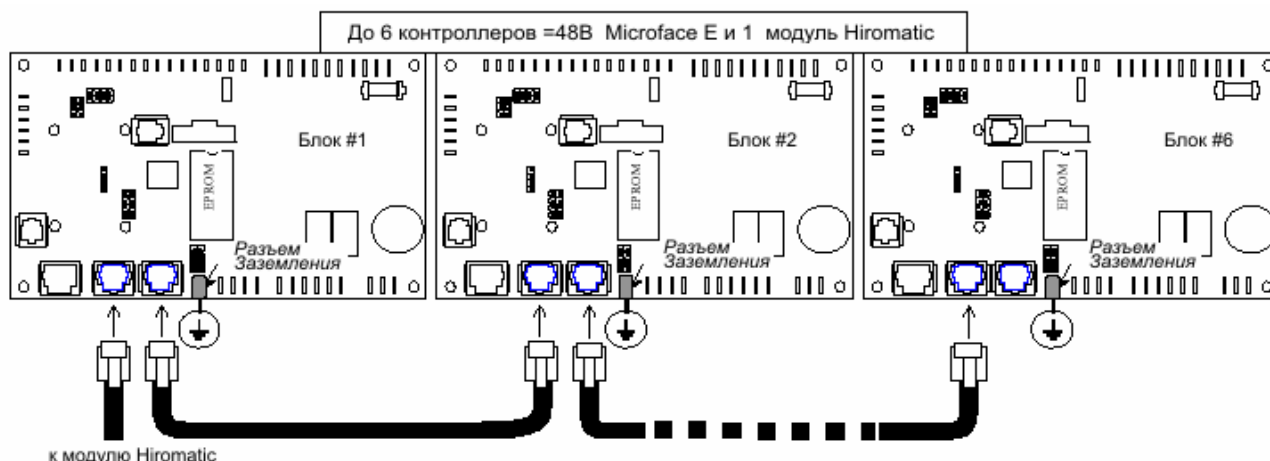 До 6 контроллеров =48В  Microface E и 1  модуль Hiromatic
Блок #1
EPROM
Разъем
Заземления
Блок #2
EPROM
Разъем
Заземления
Блок #6
EPROM
Разъем
Заземления
к модулю Hiromatic